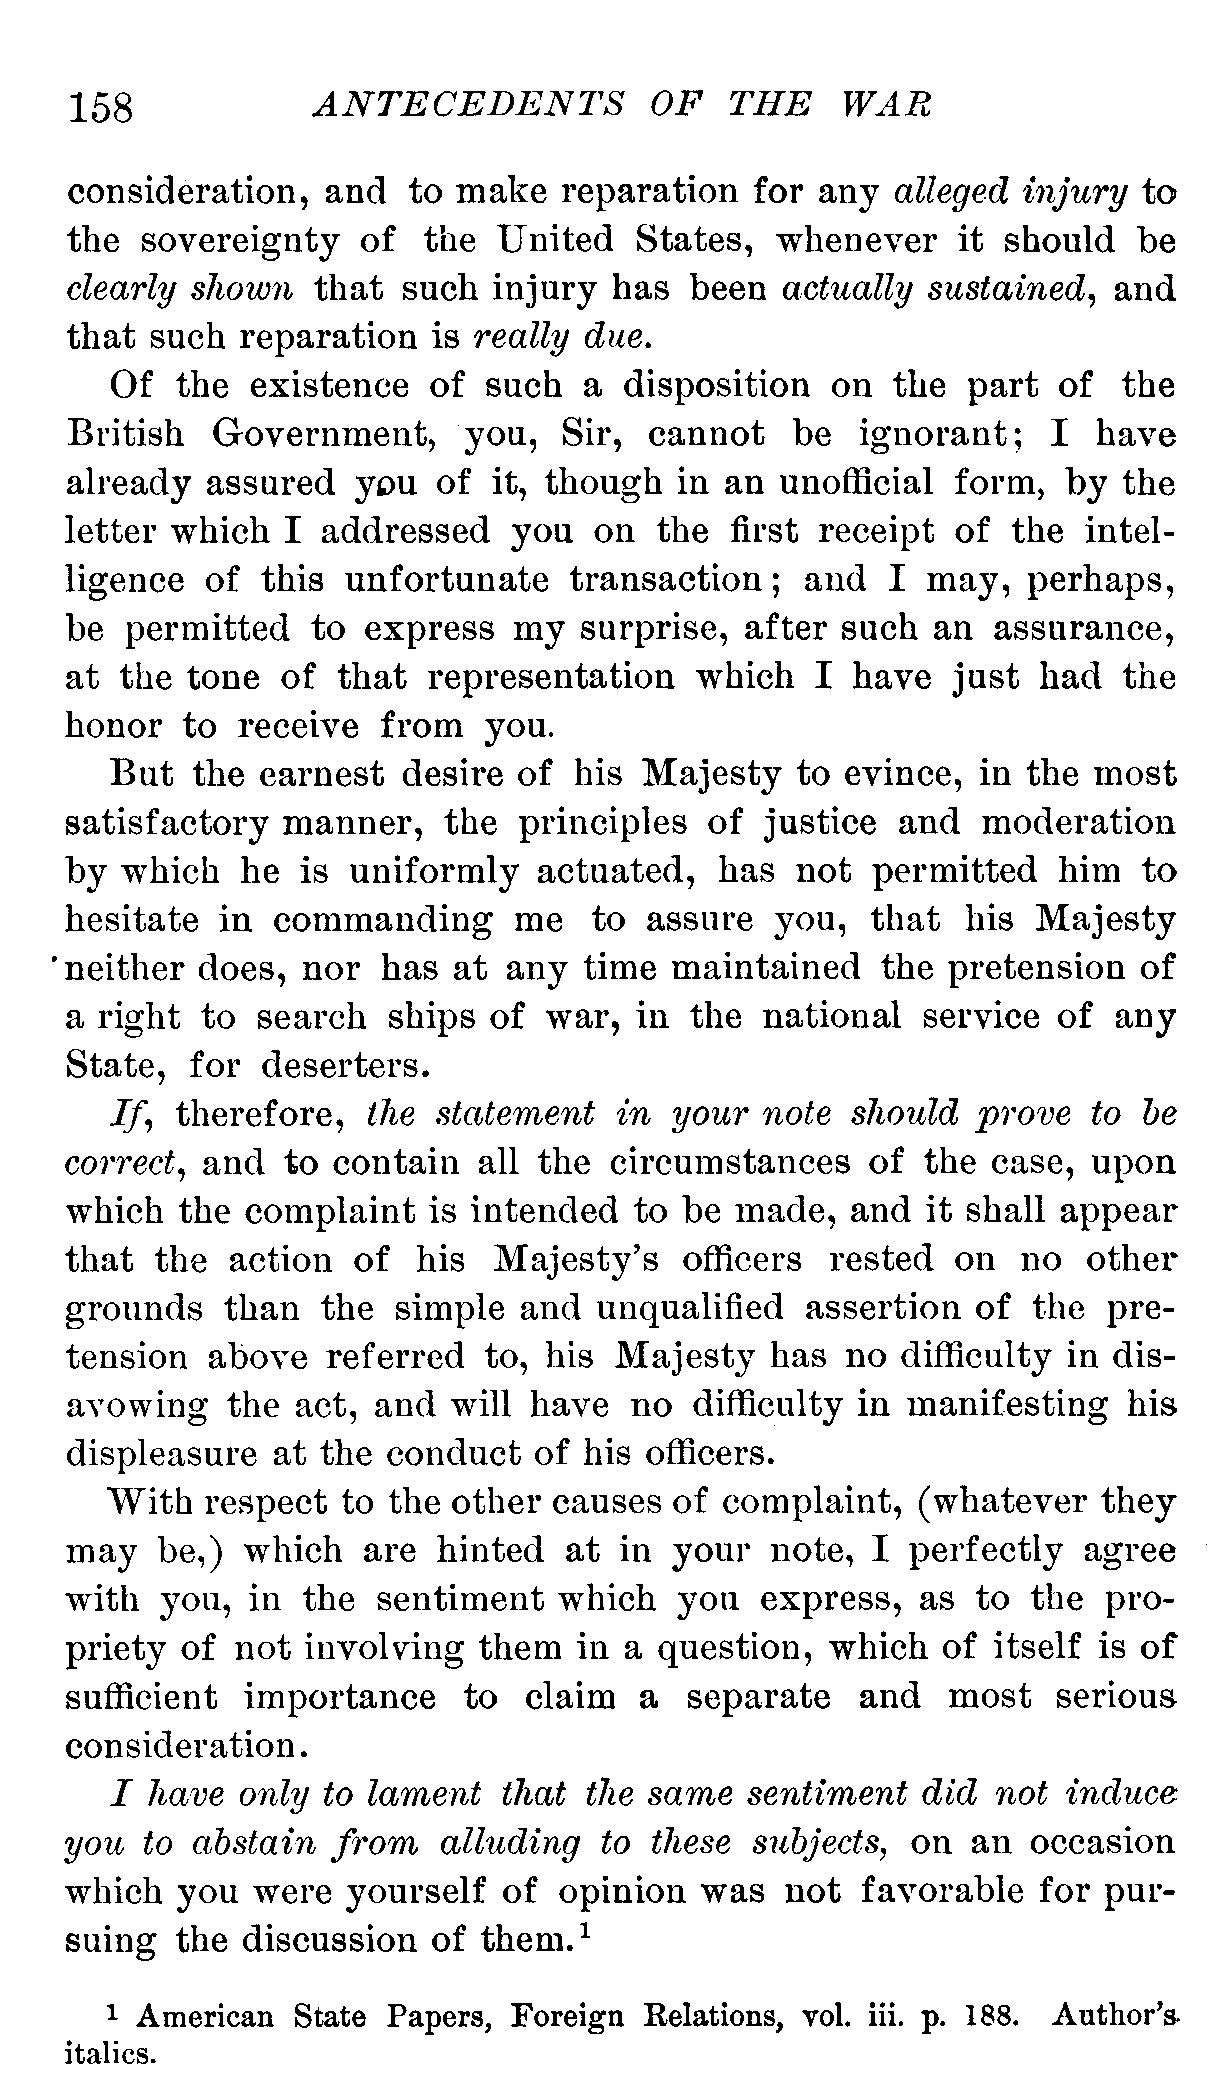 158 ANTECEDENTS OF THE WAR
consideration, and to make reparation for any alleged injury to
the sovereignty of the United States, whenever it should be
clearly shown that such injury has been actually sustained, and
that such reparation is really due.
Of the existence of such a disposition on the part of the
British Government, you, Sir, cannot be ignorant; I have
already assured you of it, though in an unofficial form, by the
letter which I addressed you on the first receipt of the intel-
ligence of this unfortunate transaction; and I may, perhaps,
be permitted to express my surprise, after such an assurance,
at the tone of that representation which I have just had the
honor to receive from you.
But the earnest desire of his Majesty to evince, in the most
satisfactory manner, the principles of justice and moderation
by which he is uniformly actuated, has not permitted him to
hesitate in commanding me to assure you, that his Majesty
neither does, nor has at any time maintained the pretension of
a right to search ships of war, in the national service of any
State, for deserters.
If, therefore, the statement in your note should prove to be
correct, and to contain all the circumstances of the case, upon
which the complaint is intended to be made, and it shall appear
that the action of his Majesty's officers rested on no other
grounds than the simple and unqualified assertion of the pre-
tension above referred to, his Majesty has no difficulty in dis-
avowing the act, and will have no difficulty in manifesting his
displeasure at the conduct of his officers.
With respect to the other causes of complaint, (whatever they
may be,) which are hinted at in your note, I perfectly agree
with you, in the sentiment which you express, as to the pro-
priety of not involving them in a question, which of itself is of
sufficient importance to claim a separate and most serious
consideration.
I have only to lament that the same sentiment did not induce
you to abstain from alluding to these subjects, on an occasion
which you were yourself of opinion was not favorable for pur-
suing the discussion of them.¹
¹ American State Papers, Foreign Relations, vol. iii. p. 188. Author's
italics.